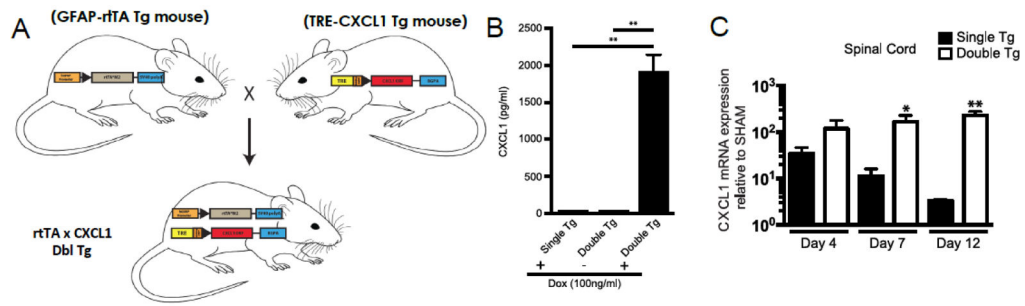 A
(GFAP-rtTA Tg mouse)
(TRE-CXCL1 Tg mouse)
TRE
X
TRE
rtTA x CXCL1
Dbl Tg
B
CXCL1 (pg/ml)
2500
2000
1500
1000
500
0
**
**
Single Tg
Double Tg
Double Tg
+ - +
Dox (100ng/ml)
C
Spinal Cord
Single Tg
Double Tg
CXCL1 mRNA expression
relative to SHAM
10³
10²
10¹
10⁰
*
**
Day 4
Day 7
Day 12